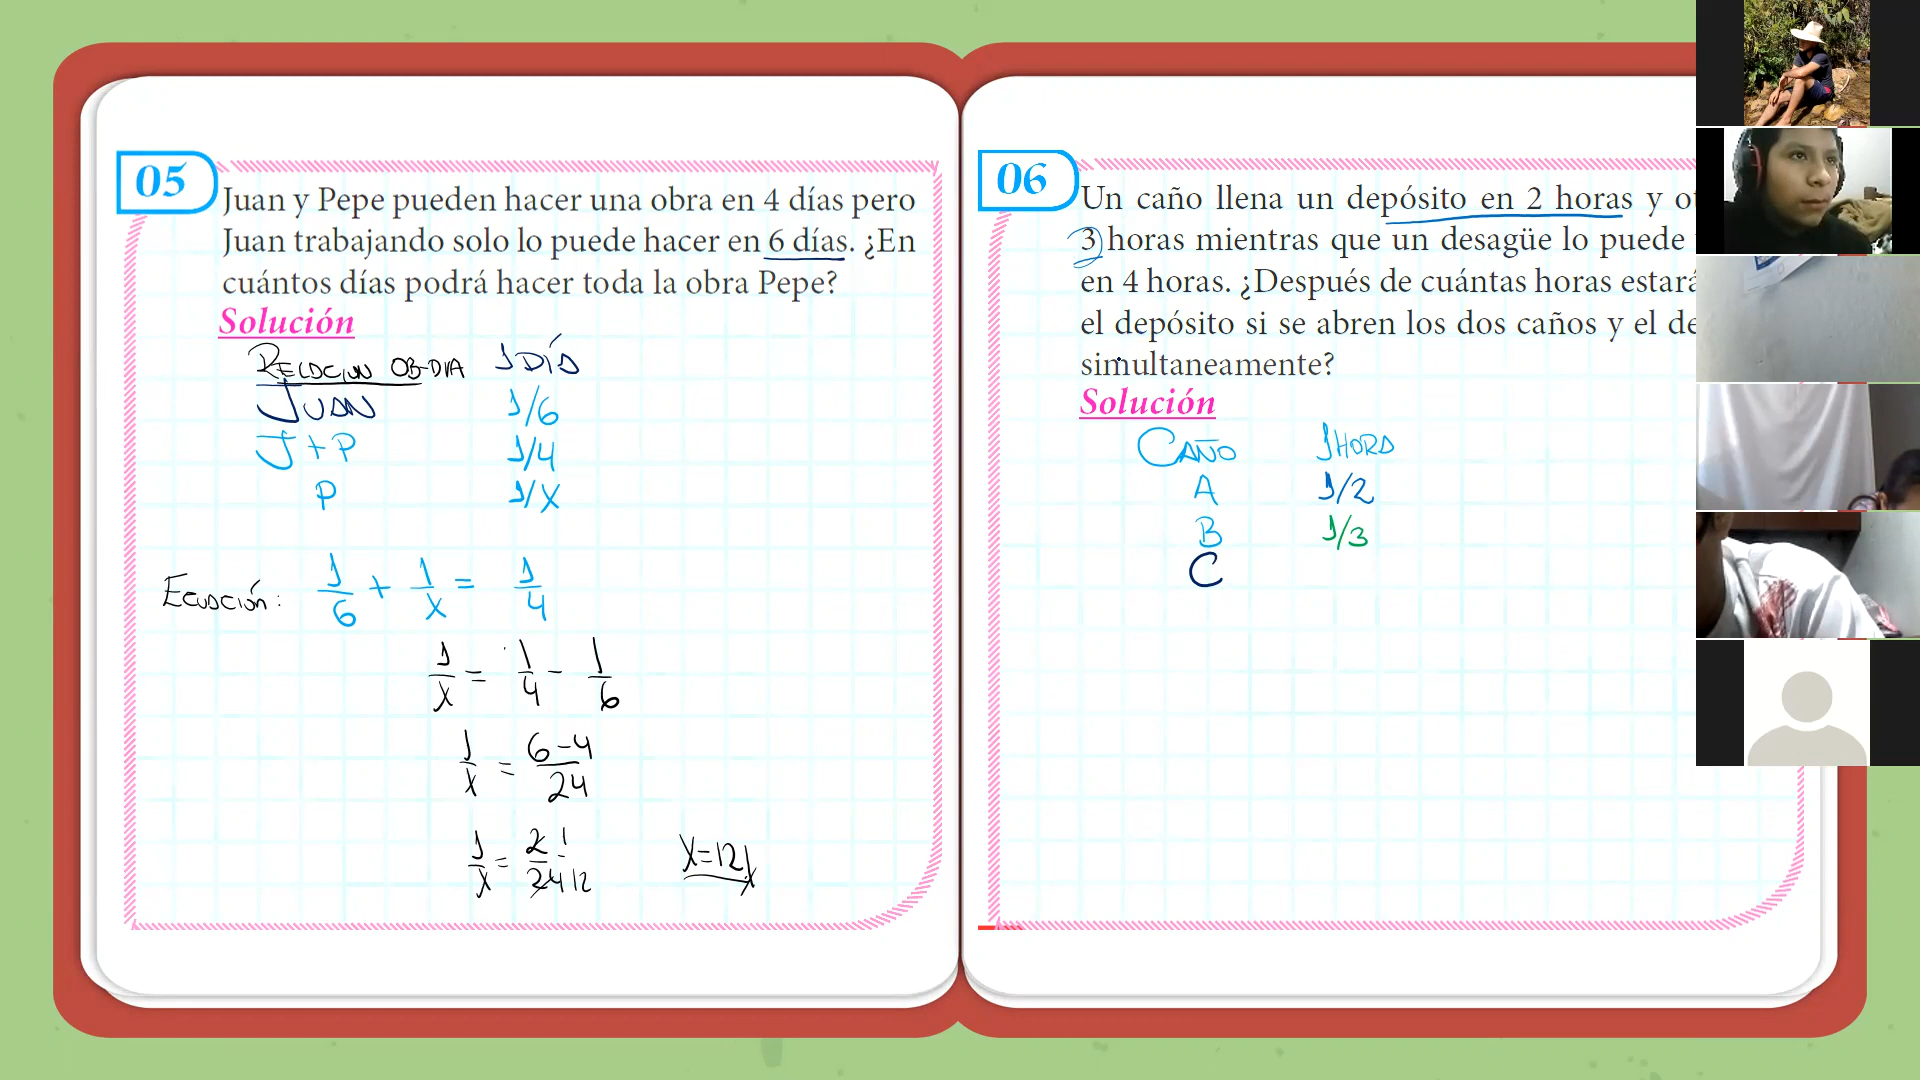 05
Juan y Pepe pueden hacer una obra en 4 días pero
Juan trabajando solo lo puede hacer en 6 días. ¿En
cuántos días podrá hacer toda la obra Pepe?
Solución
RELACIÓN OB-DIA 1 DÍA
JUAN 1/6
J + P 1/4
P 1/X
ECUACIÓN: 1/6 + 1/x = 1/4
1/x = 1/4 - 1/6
1/x = 6-4/24
1/x = 2/24 1/12 x=12
06
Un caño llena un depósito en 2 horas y
3 horas mientras que un desagüe lo puede
en 4 horas. ¿Después de cuántas horas
el depósito si se abren los dos caños y el
simultaneamente?
Solución
CAÑO 1 HORA
A 1/2
B 1/3
C